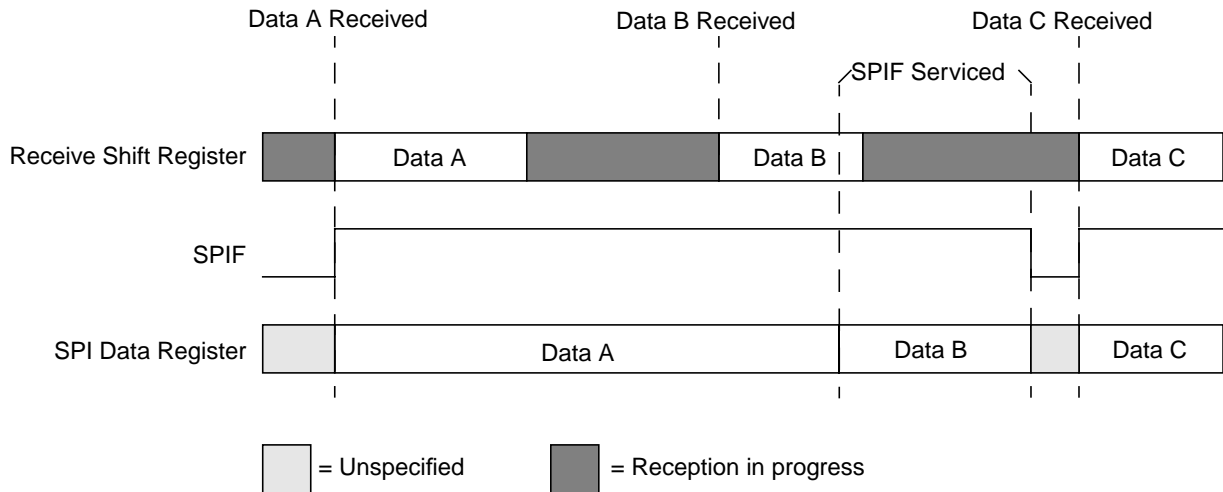 Data A Received
Data B Received
Data C Received
SPIF Serviced
Receive Shift Register
Data A
Data B
Data C
SPIF
SPI Data Register
Data A
Data B
Data C
= Unspecified
= Reception in progress